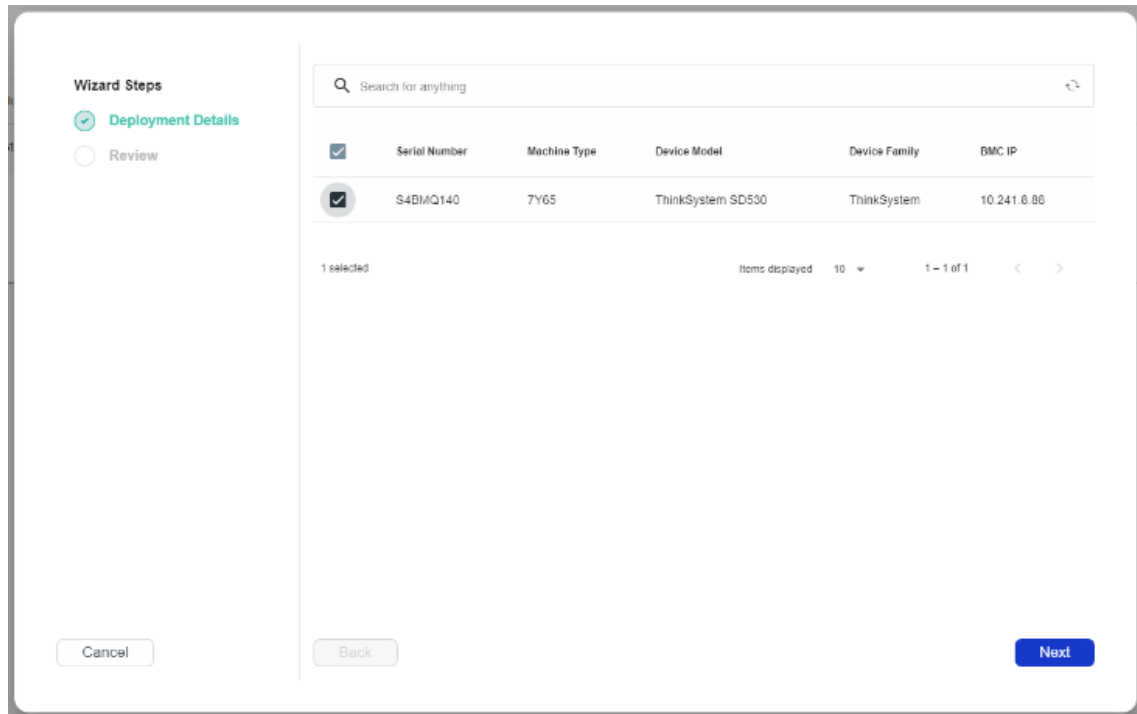 Wizard Steps
Deployment Details
Review
Search for anything
Serial Number Machine Type Device Model Device Family BMC IP
S4BMQ140 7Y65 ThinkSystem SD530 ThinkSystem 10.241.6.86
1 selected Items displayed 10 1 – 1 of 1
Cancel Back Next